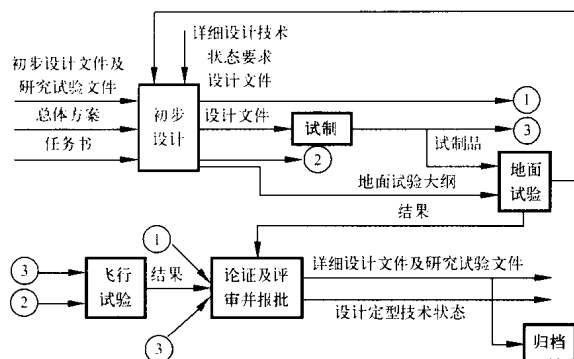 详细设计技术
状态要求
设计文件
初步设计文件及
研究试验文件
总体方案
任务书
初步
设计
设计文件
试制
①
③
②
试制品
地面试验大纲
地面
试验
结果
①
③
②
飞行
试验
结果
③
论证及评
审并报批
详细设计文件及研究试验文件
设计定型技术状态
归档